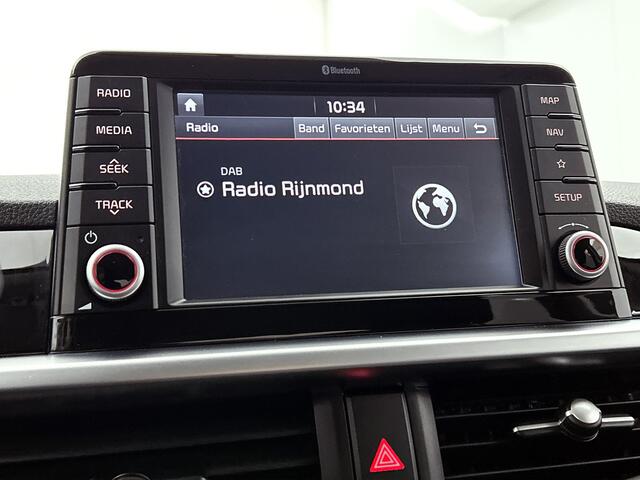 Bluetooth
RADIO
MEDIA
SEEK
TRACK
10:34
Radio
Band
Favorieten
Lijst
Menu
DAB
Radio Rijnmond
MAP
NAV
SETUP